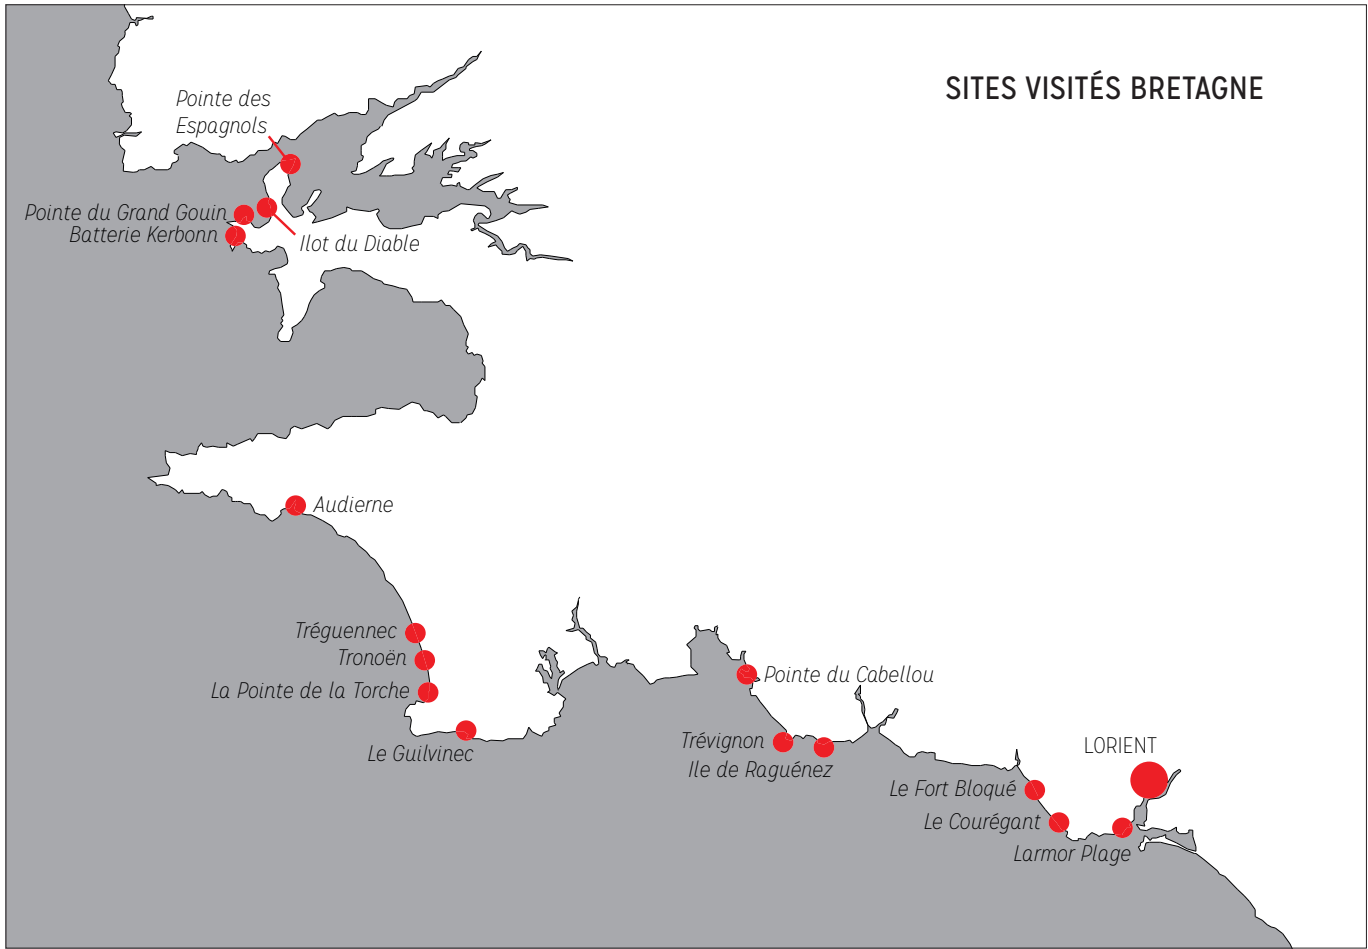 SITES VISITÉS BRETAGNE
Pointe des
Espagnols
Pointe du Grand Gouin
Batterie Kerbonn
Ilot du Diable
Audierne
Tréguennec
Tronoën
La Pointe de la Torche
Le Guilvinec
Pointe du Cabellou
Trévignon
Ile de Raguénez
LORIENT
Le Fort Bloqué
Le Courégant
Larmor Plage